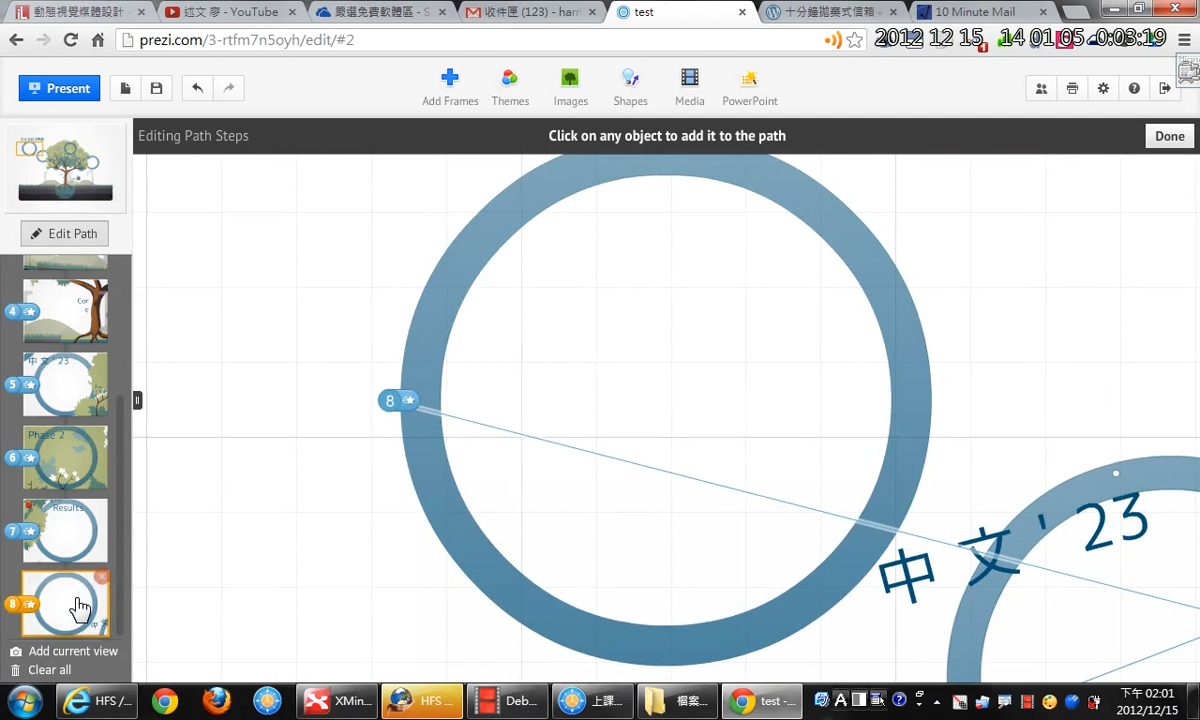 動態視覺媒體設計 -
述文 廖 - YouTube
嚴選免費軟體區 - S
收件匣 (123) - harr
test
十分鐘拋棄式信箱 -
10 Minute Mail
prezi.com/3-rtfm7n5oyh/edit/#2
2012 12 15 14 01 05 0:03:19
Present
Add Frames
Themes
Images
Shapes
Media
PowerPoint
Editing Path Steps
Click on any object to add it to the path
Done
Edit Path
4
5
中 文 ' 23
6
Phase 2
7
Results
8
8
中 文 ' 23
Add current view
Clear all
HFS /...
XMin...
HFS ...
Deb...
上課...
檔案...
test -...
A
下午 02:01
2012/12/15